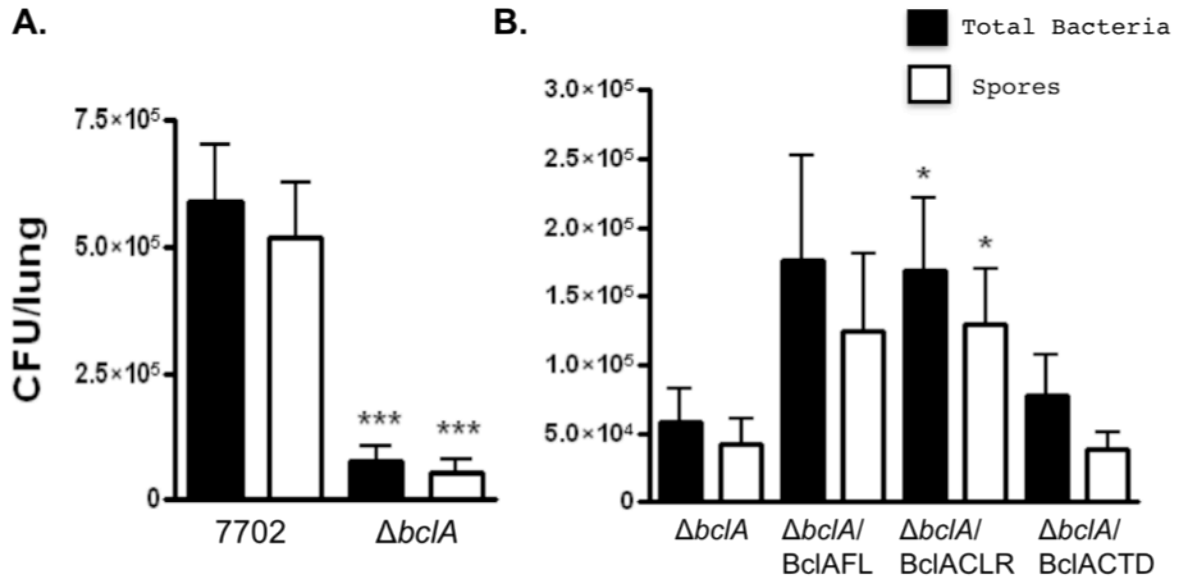 A.
B.
Total Bacteria
Spores
CFU/lung
7.5×10⁵
5.0×10⁵
2.5×10⁵
0
*** ***
7702 ΔbclA
3.0×10⁵
2.5×10⁵
2.0×10⁵
1.5×10⁵
1.0×10⁵
5.0×10⁴
0
* *
ΔbclA ΔbclA/ ΔbclA/ ΔbclA/
BclAFL BclACLR BclACTD